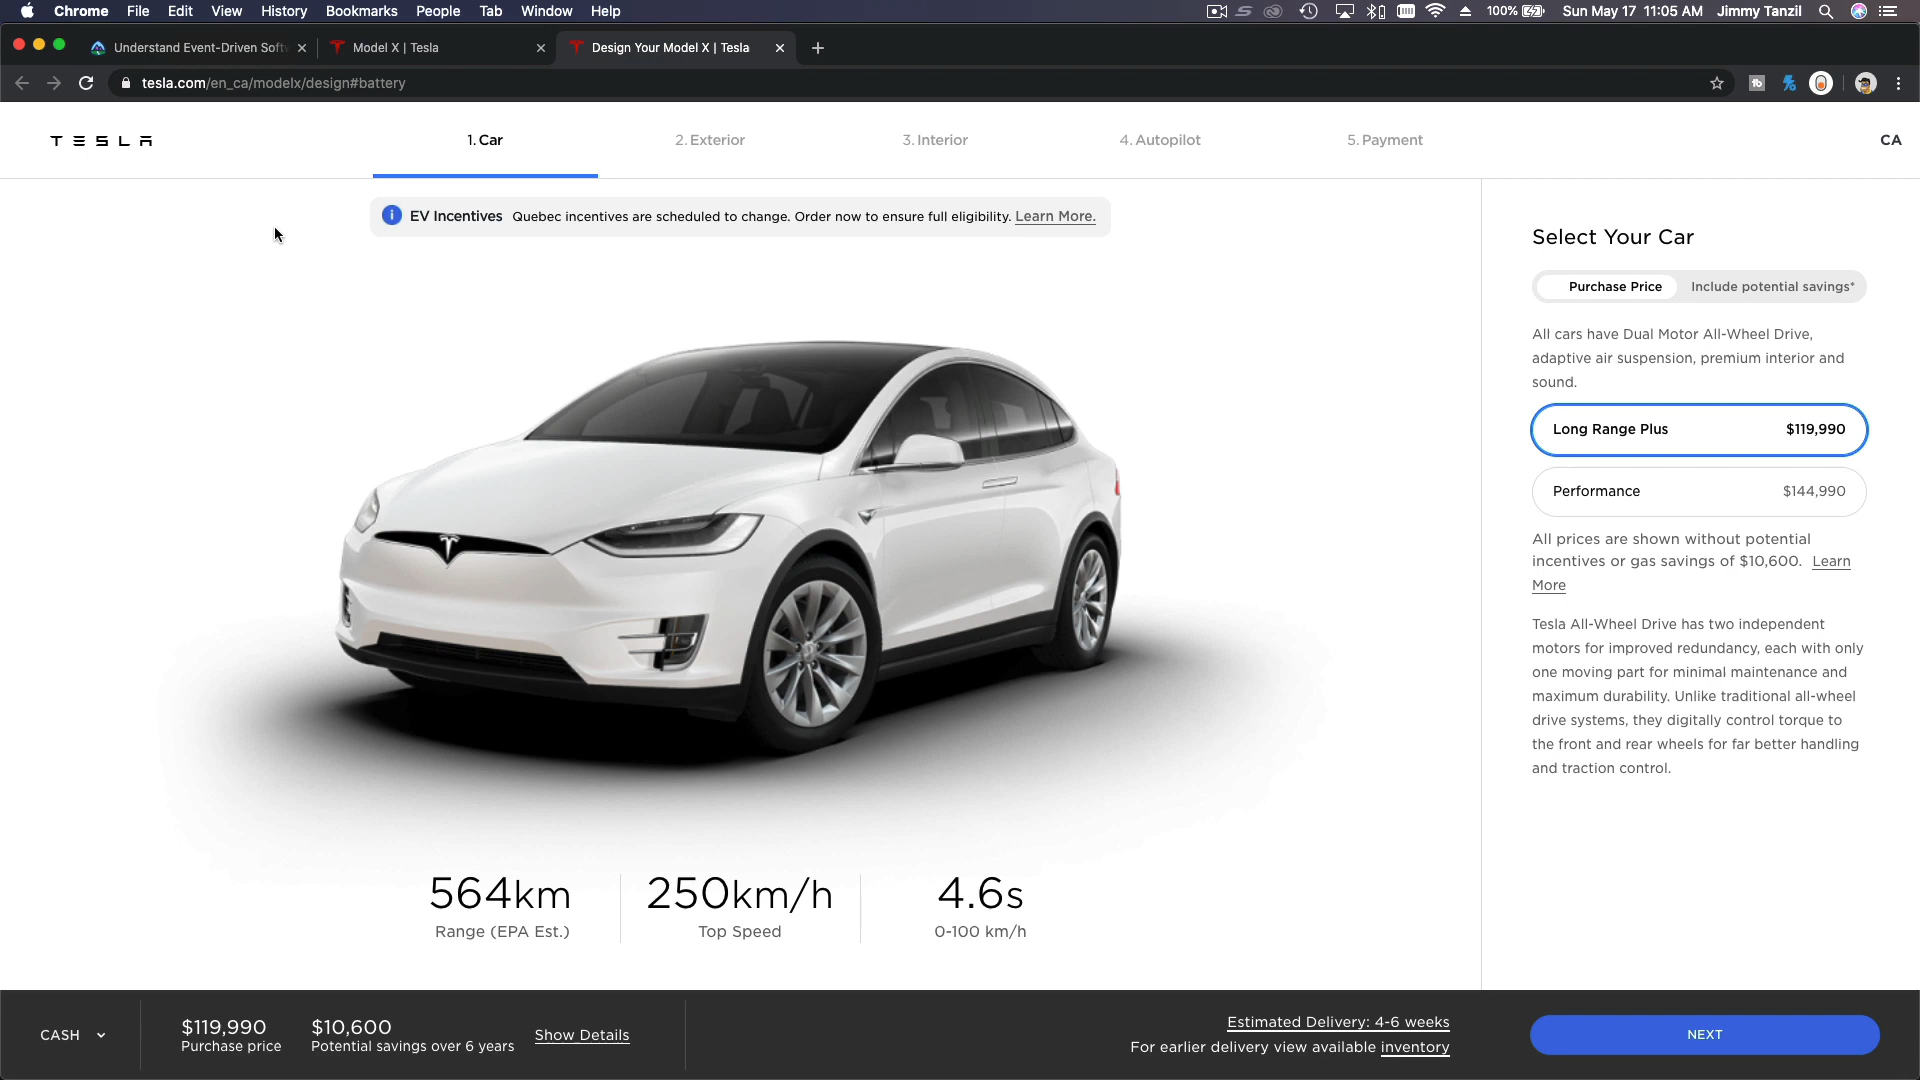 Chrome File Edit View History Bookmarks People Tab Window Help 100% Sun May 17 11:05 AM Jimmy Tanzil
Understand Event-Driven Soft Model X | Tesla Design Your Model X | Tesla
tesla.com/en_ca/modelx/design#battery
TESLA 1. Car 2. Exterior 3. Interior 4. Autopilot 5. Payment CA
EV Incentives Quebec incentives are scheduled to change. Order now to ensure full eligibility. Learn More.
Select Your Car
Purchase Price Include potential savings*
All cars have Dual Motor All-Wheel Drive,
adaptive air suspension, premium interior and
sound.
Long Range Plus $119,990
Performance $144,990
All prices are shown without potential
incentives or gas savings of $10,600. Learn
More
Tesla All-Wheel Drive has two independent
motors for improved redundancy, each with only
one moving part for minimal maintenance and
maximum durability. Unlike traditional all-wheel
drive systems, they digitally control torque to
the front and rear wheels for far better handling
and traction control.
564km 250km/h 4.6s
Range (EPA Est.) Top Speed 0-100 km/h
CASH
$119,990 $10,600 Show Details
Purchase price Potential savings over 6 years
Estimated Delivery: 4-6 weeks
For earlier delivery view available inventory
NEXT